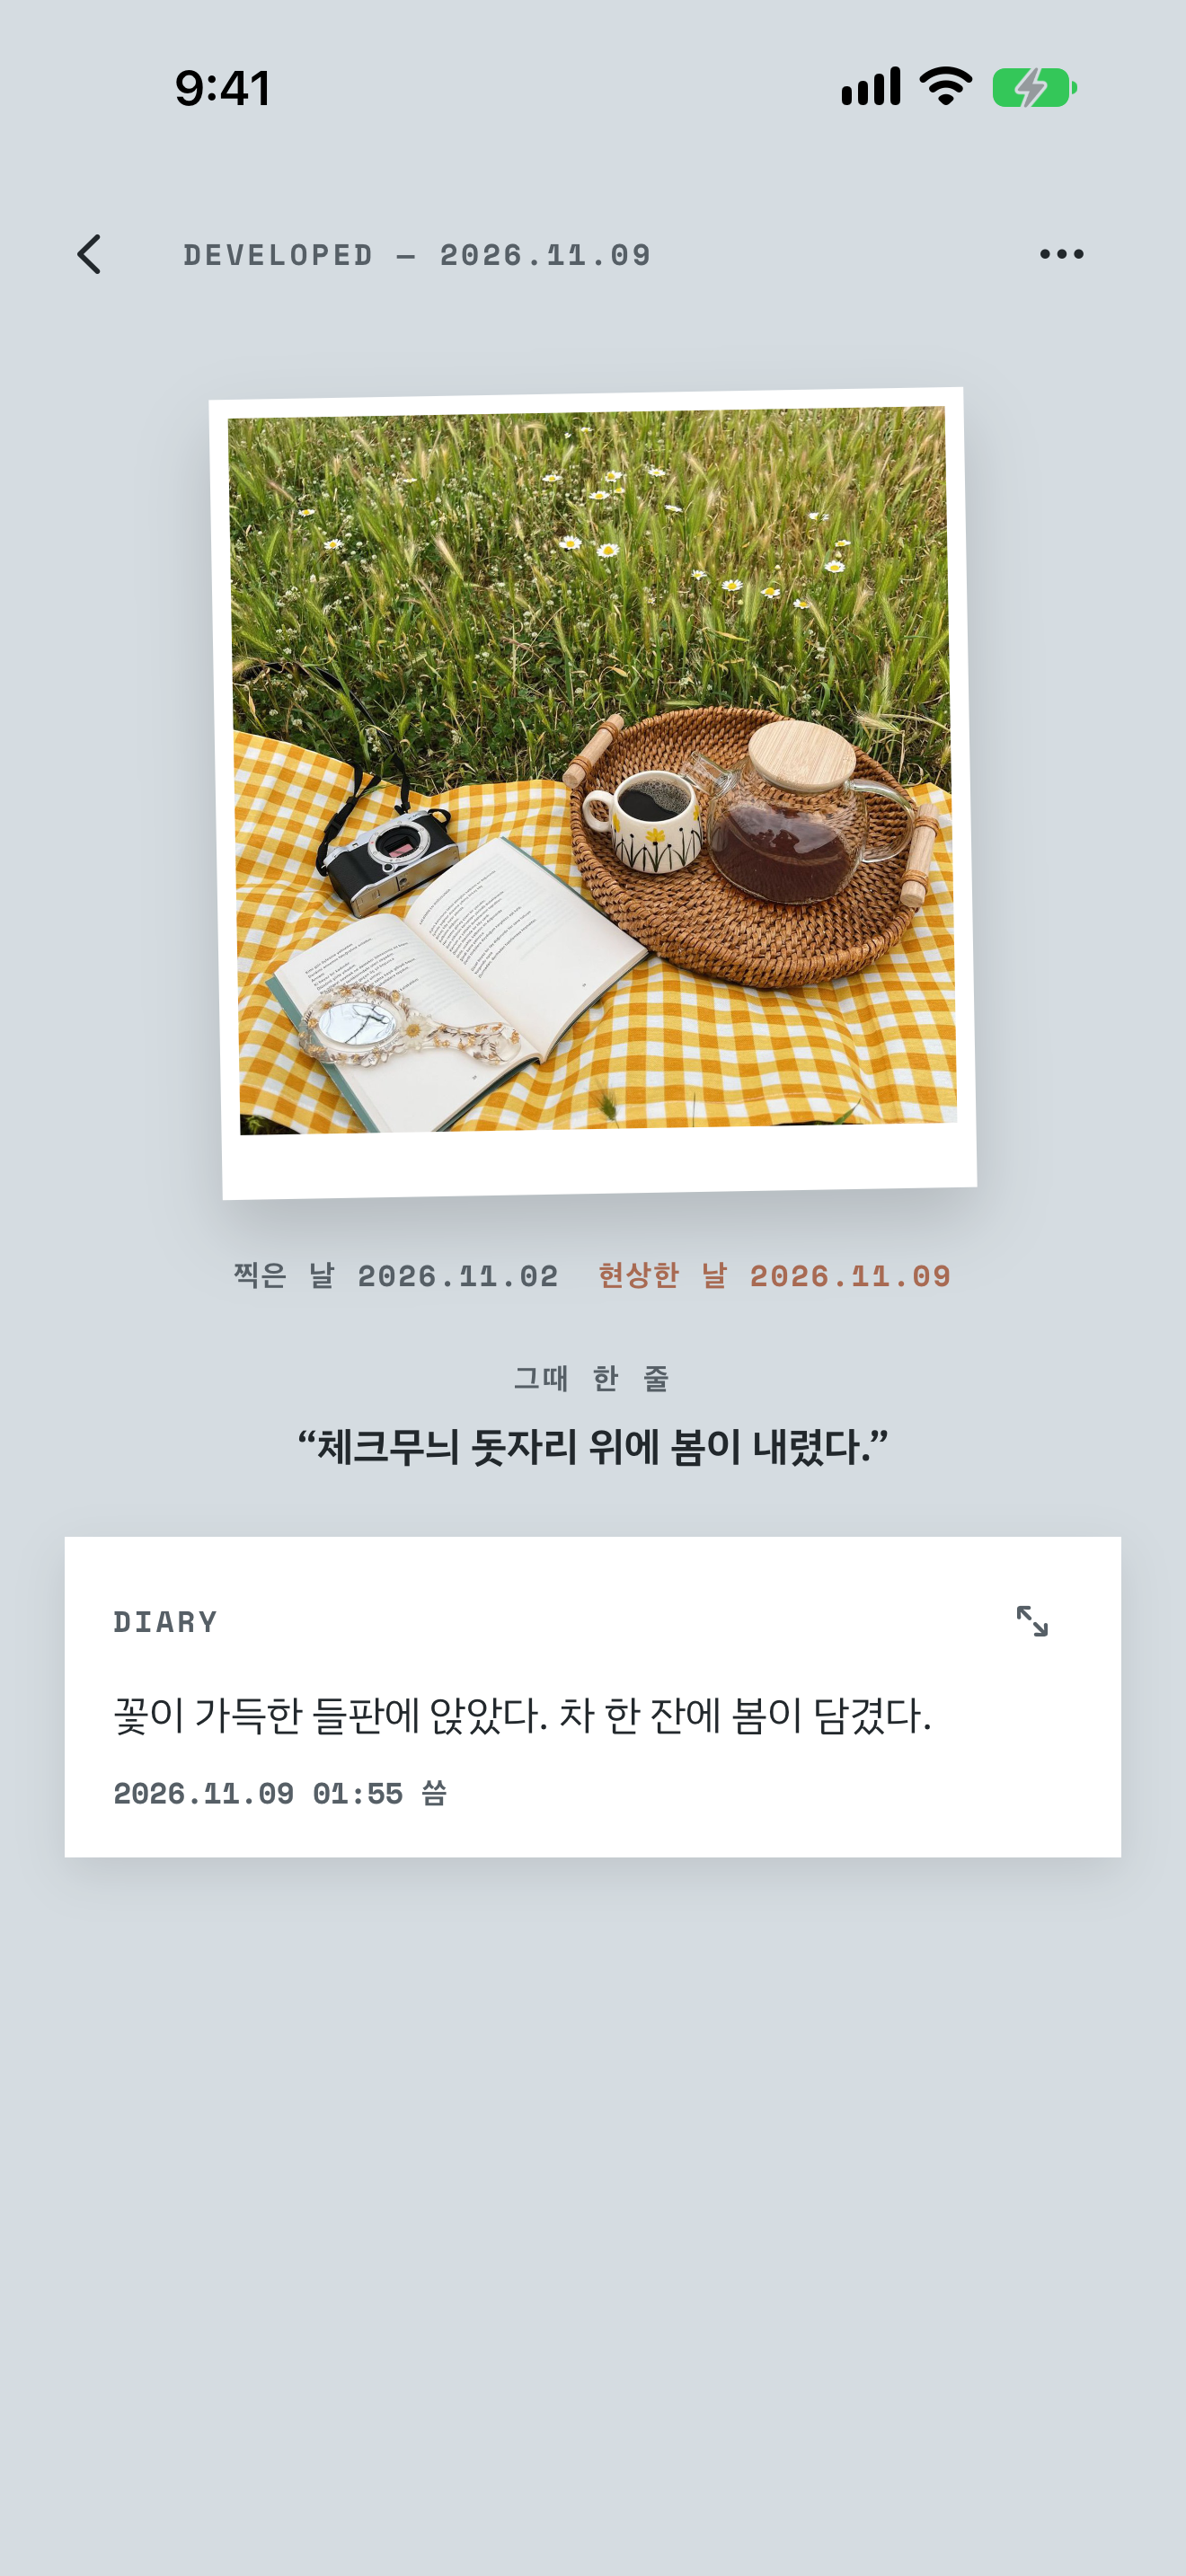 9:41
DEVELOPED — 2026.11.09
찍은 날 2026.11.02 현상한 날 2026.11.09
그때 한 줄
“체크무늬 돗자리 위에 봄이 내렸다.”
DIARY
꽃이 가득한 들판에 앉았다. 차 한 잔에 봄이 담겼다.
2026.11.09 01:55 씀